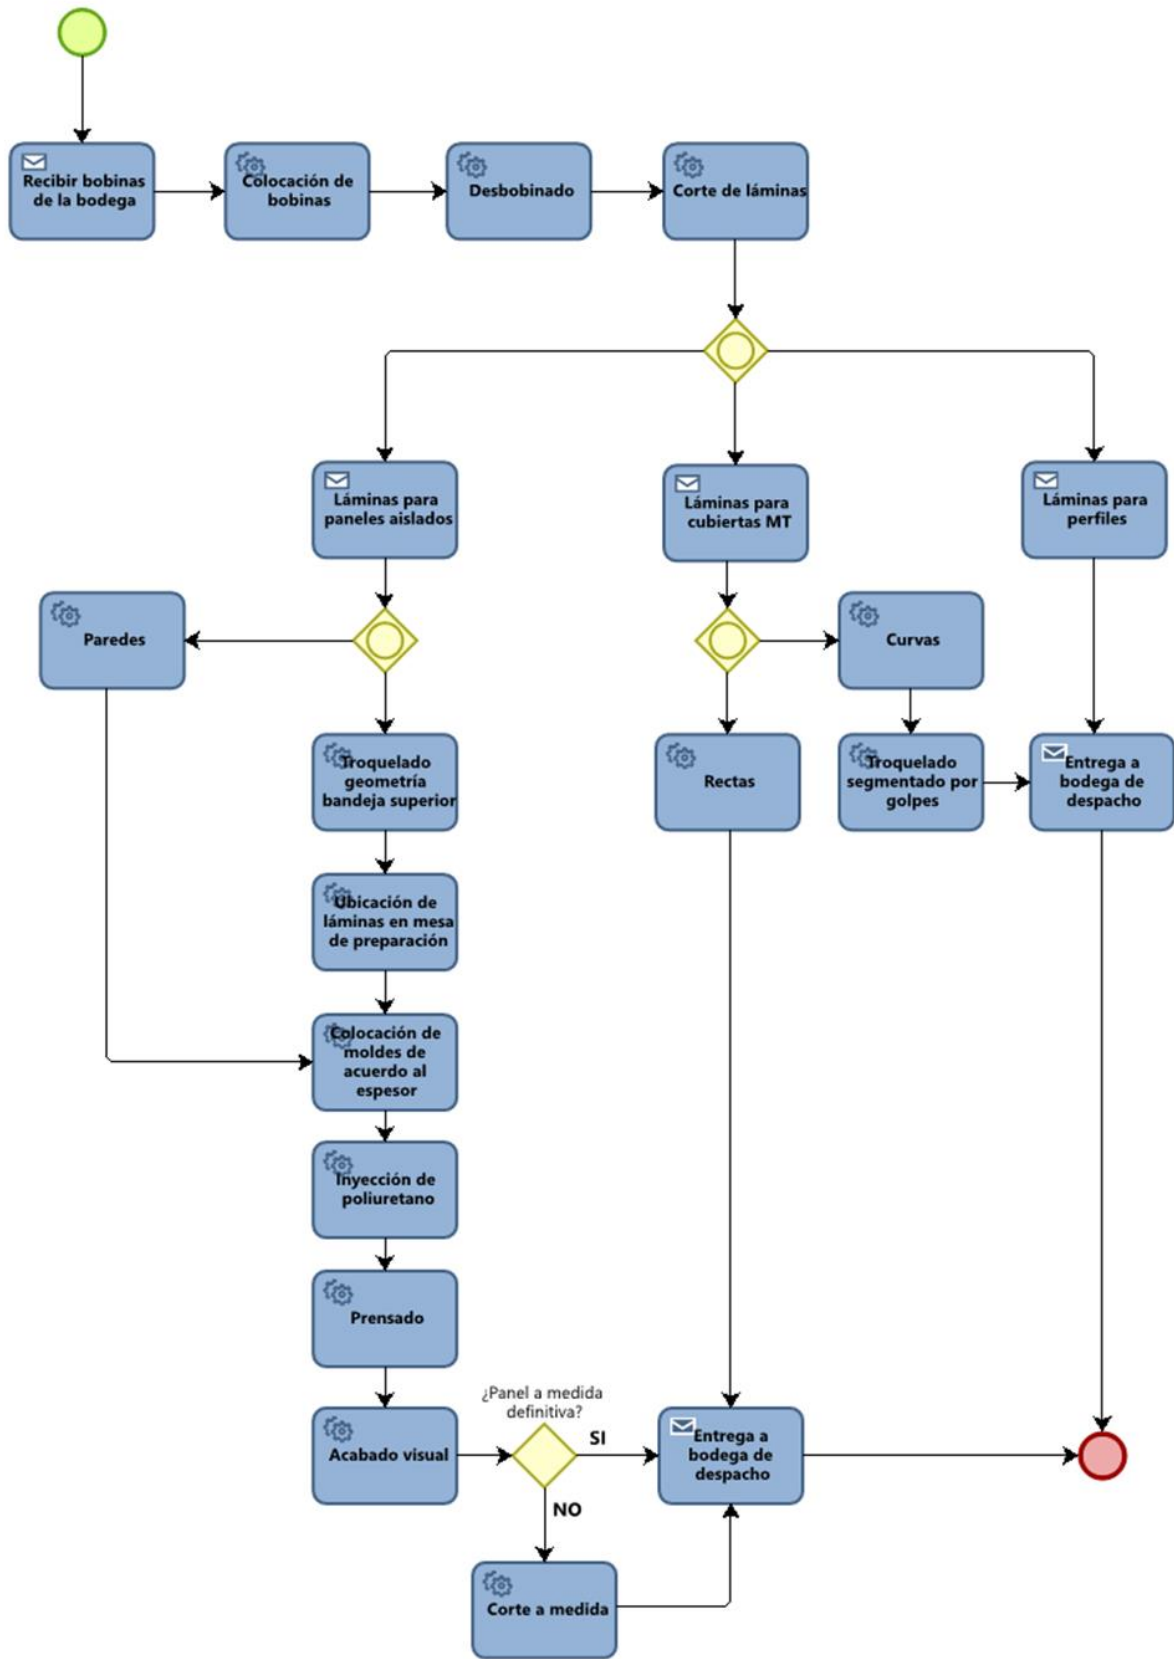 Recibir bobinas
de la bodega
Colocación de
bobinas
Desbobinado
Corte de láminas
Láminas para
paneles aislados
Láminas para
cubiertas MT
Láminas para
perfiles
Paredes
Curvas
Troquelado
geometría
bandeja superior
Rectas
Troquelado
segmentado por
golpes
Entrega a
bodega de
despacho
Ubicación de
láminas en mesa
de preparación
Colocación de
moldes de
acuerdo al
espesor
Inyección de
poliuretano
Prensado
¿Panel a medida
definitiva?
Acabado visual
SI
Entrega a
bodega de
despacho
NO
Corte a medida